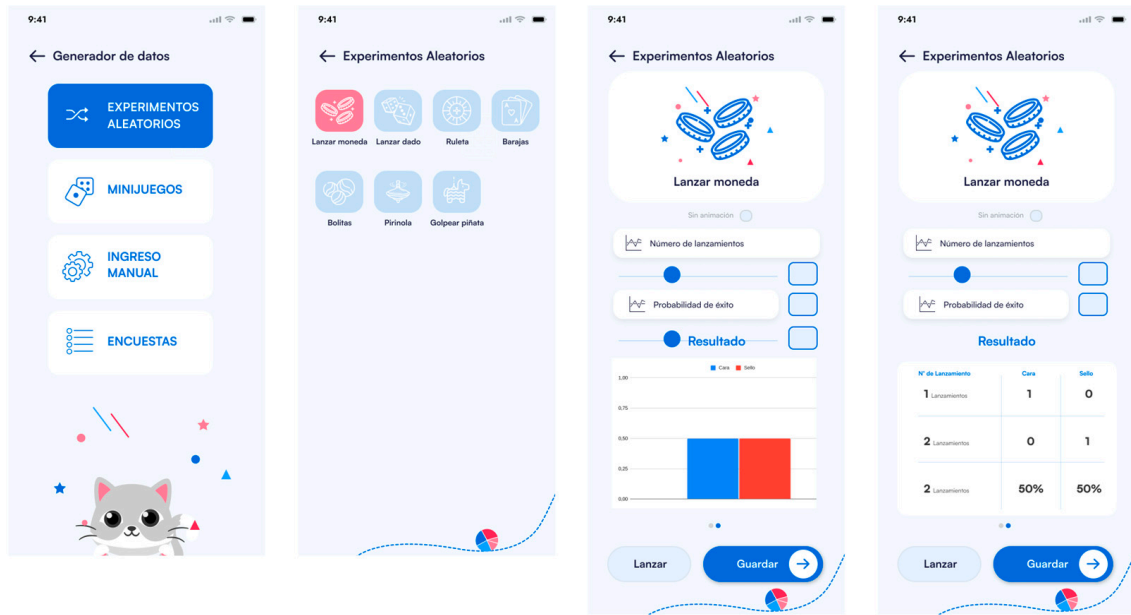 9:41
Generador de datos
EXPERIMENTOS
ALEATORIOS
MINIJUEGOS
INGRESO
MANUAL
ENCUESTAS
9:41
Experimentos Aleatorios
Lanzar moneda Lanzar dado Ruleta Barajas
Bolitas Pirinola Golpear piñata
9:41
Experimentos Aleatorios
Lanzar moneda
Sin animación
Número de lanzamientos
Probabilidad de éxito
Resultado
Cara Sello
1,00
0,75
0,50
0,25
0,00
Lanzar Guardar
9:41
Experimentos Aleatorios
Lanzar moneda
Sin animación
Número de lanzamientos
Probabilidad de éxito
Resultado
N° de Lanzamiento Cara Sello
1 Lanzamientos 1 0
2 Lanzamientos 0 1
2 Lanzamientos 50% 50%
Lanzar Guardar